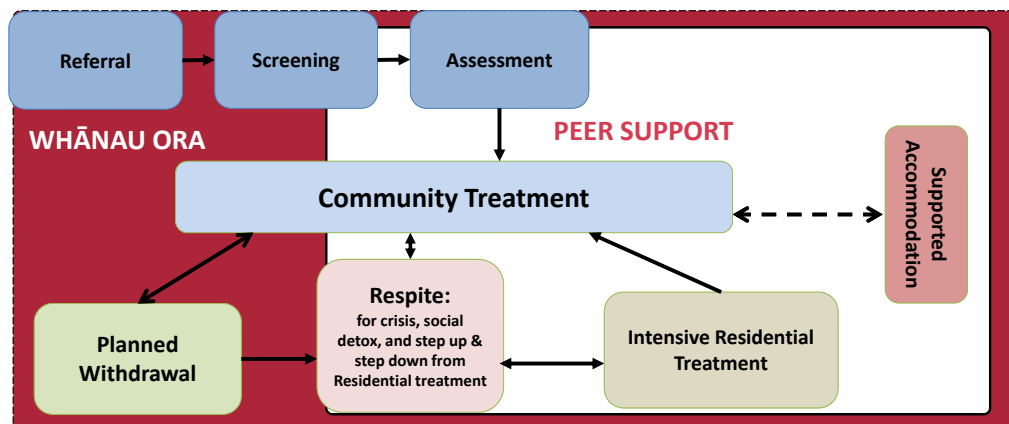 Referral
Screening
Assessment
WHĀNAU ORA
PEER SUPPORT
Community Treatment
Supported
Accommodation
Planned
Withdrawal
Respite:
for crisis, social
detox, and step up &
step down from
Residential treatment
Intensive Residential
Treatment